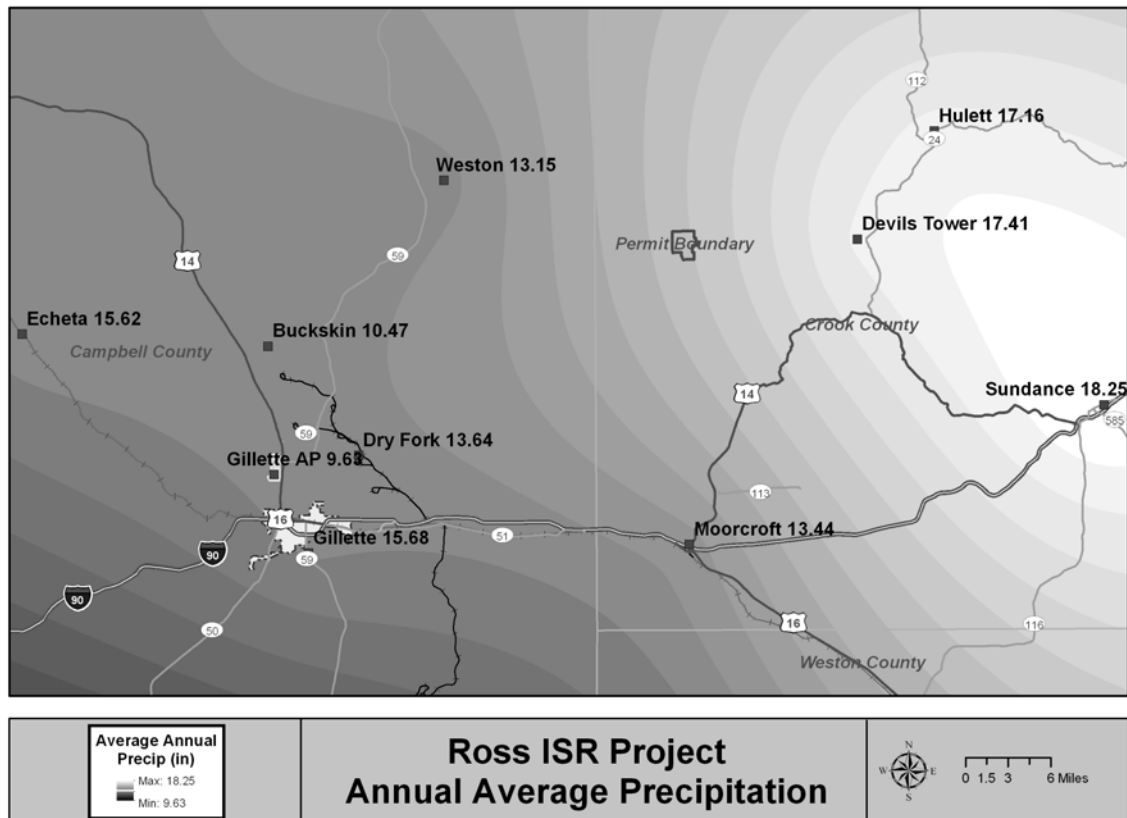 112
Hulett 17.16
24
Weston 13.15
Devils Tower 17.41
Permit Boundary
59
14
Echeta 15.62
Buckskin 10.47
Crook County
Campbell County
Sundance 18.25
14
585
59
Dry Fork 13.64
Gillette AP 9.63
113
16
Moorcroft 13.44
Gillette 15.68
51
90
59
90
16
50
116
Weston County
Average Annual
Precip (in)
Max: 18.25
Min: 9.63
Ross ISR Project
Annual Average Precipitation
N
W
E
S
0 1.5 3 6 Miles